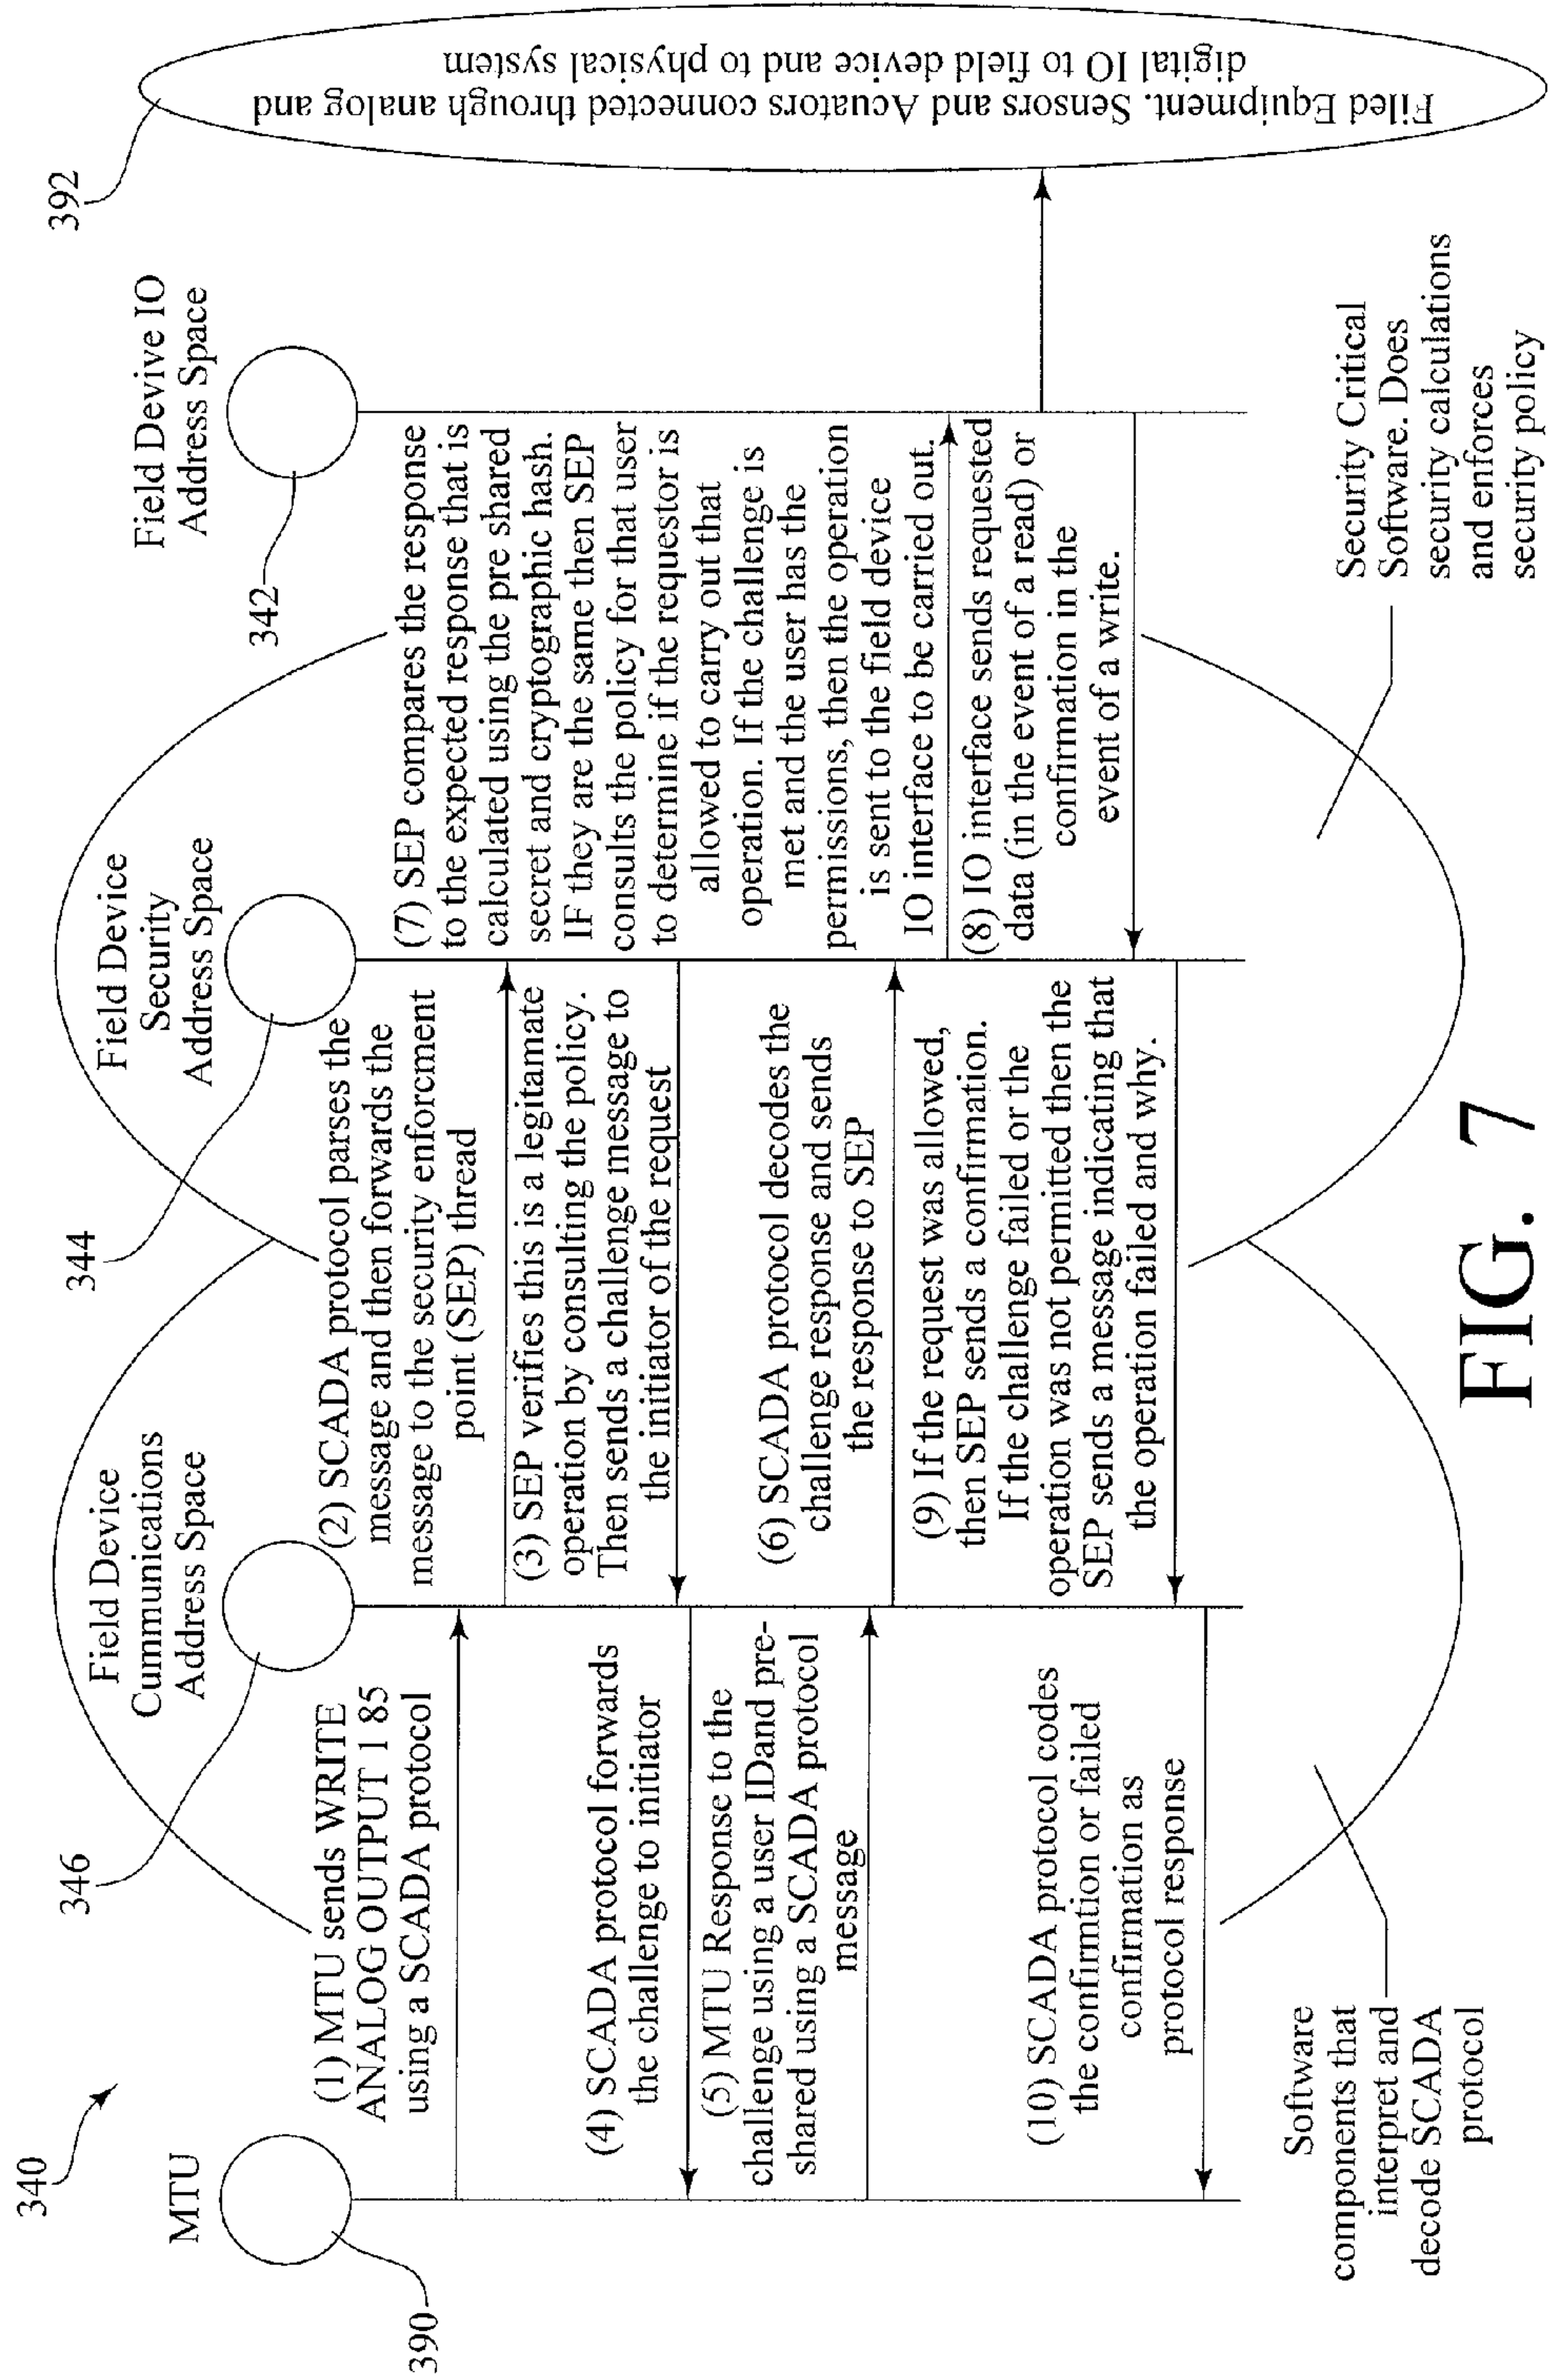 340
MTU
390
346
Field Device
Cummunications
Address Space
344
Field Device
Security
Address Space
342
Field Devive IO
Address Space
392
Filed Equipment. Sensors and Acuators connected through analog and
digital IO to field device and to physical system
(1) MTU sends WRITE
ANALOG OUTPUT 1 85
using a SCADA protocol
(2) SCADA protocol parses the
message and then forwards the
message to the security enforcment
point (SEP) thread
(3) SEP verifies this is a legitamate
operation by consulting the policy.
Then sends a challenge message to
the initiator of the request
(4) SCADA protocol forwards
the challenge to initiator
(5) MTU Response to the
challenge using a user IDand pre-
shared using a SCADA protocol
message
(6) SCADA protocol decodes the
challenge response and sends
the response to SEP
(7) SEP compares the response
to the expected response that is
calculated using the pre shared
secret and cryptographic hash.
IF they are the same then SEP
consults the policy for that user
to determine if the requestor is
allowed to carry out that
operation. If the challenge is
met and the user has the
permissions, then the operation
is sent to the field device
IO interface to be carried out.
(8) IO interface sends requested
data (in the event of a read) or
confirmation in the
event of a write.
(9) If the request was allowed,
then SEP sends a confirmation.
If the challenge failed or the
operation was not permitted then the
SEP sends a message indicating that
the operation failed and why.
(10) SCADA protocol codes
the confirmtion or failed
confirmation as
protocol response
Software
components that
interpret and
decode SCADA
protocol
Security Critical
Software. Does
security calculations
and enforces
security policy
FIG. 7